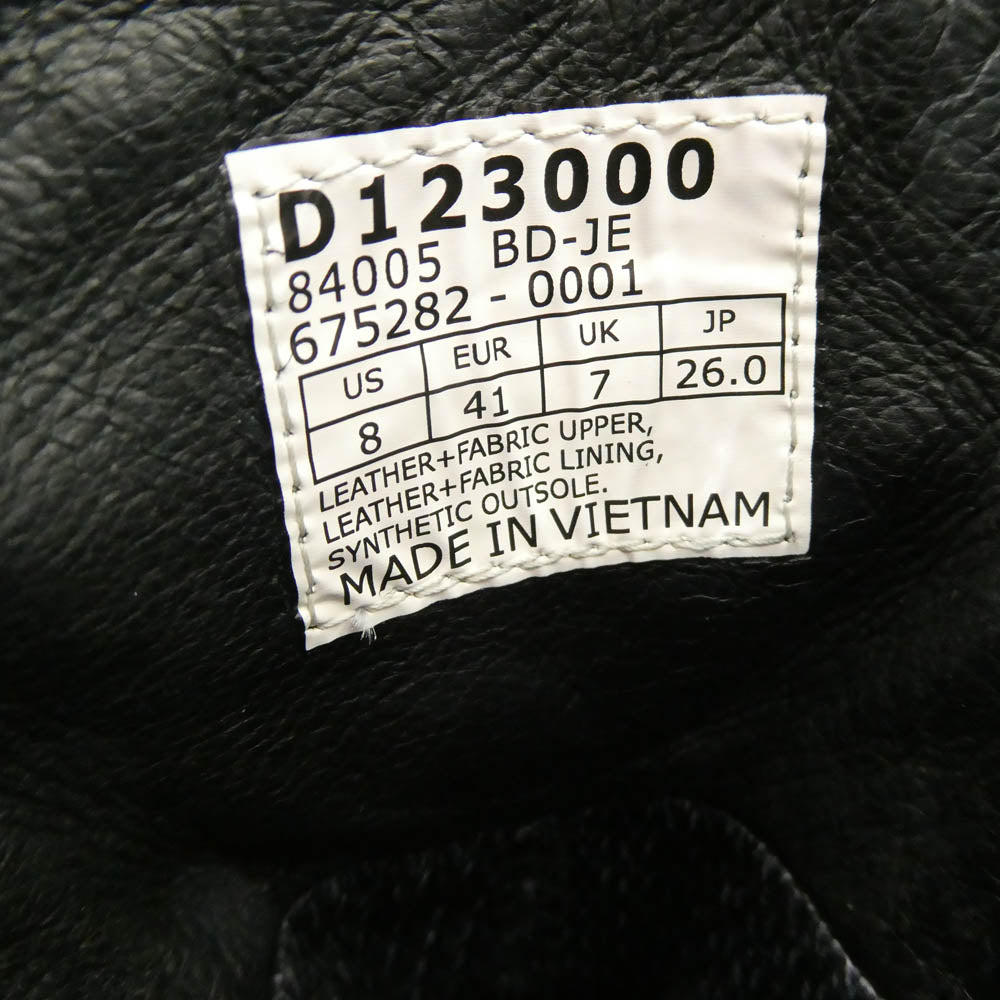 D123000
84005 BD-JE
675282 - 0001
US EUR UK JP
8 41 7 26.0
LEATHER+FABRIC UPPER,
LEATHER+FABRIC LINING,
SYNTHETIC OUTSOLE.
MADE IN VIETNAM